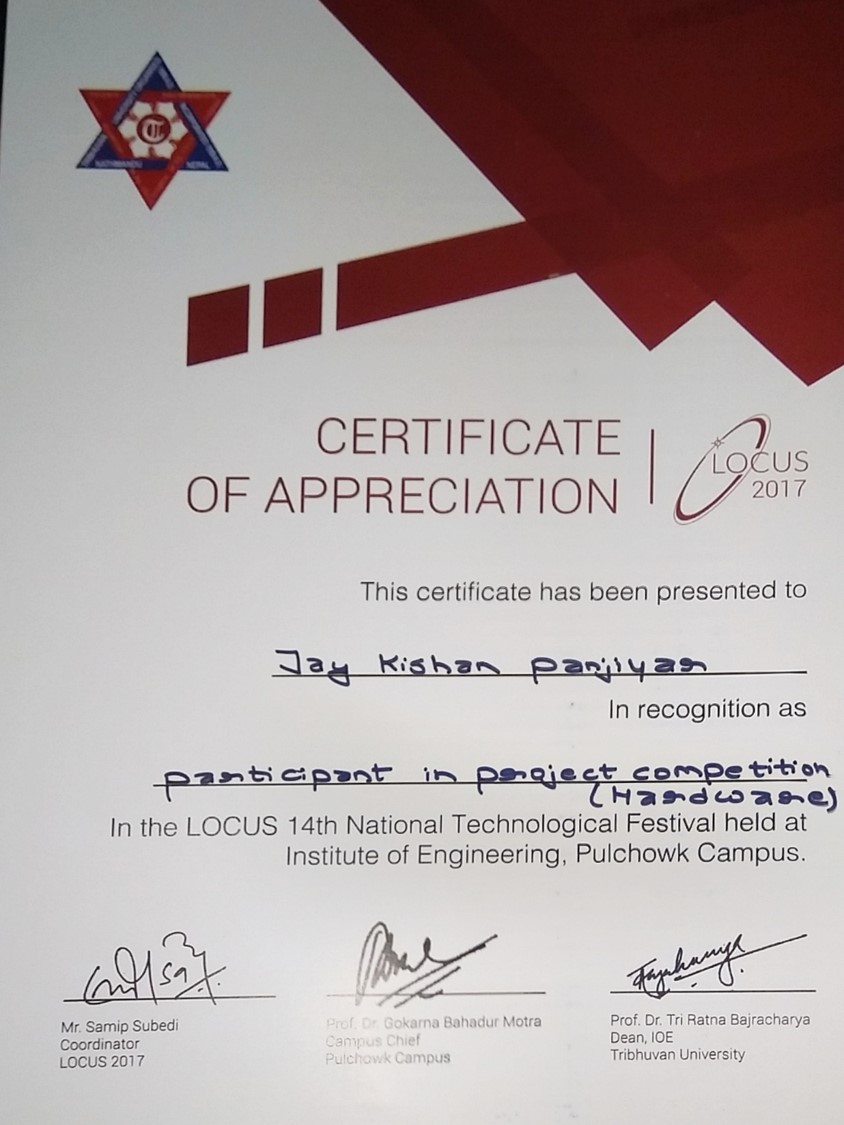 KATHMANDU NEPAL
CERTIFICATE
OF APPRECIATION
LOCUS
2017
This certificate has been presented to
Jay Kishan Panjiyar
In recognition as
participant in project competition
(Hardware)
In the LOCUS 14th National Technological Festival held at
Institute of Engineering, Pulchowk Campus.
Mr. Samip Subedi
Coordinator
LOCUS 2017
Prof. Dr. Gokarna Bahadur Motra
Campus Chief
Pulchowk Campus
Prof. Dr. Tri Ratna Bajracharya
Dean, IOE
Tribhuvan University